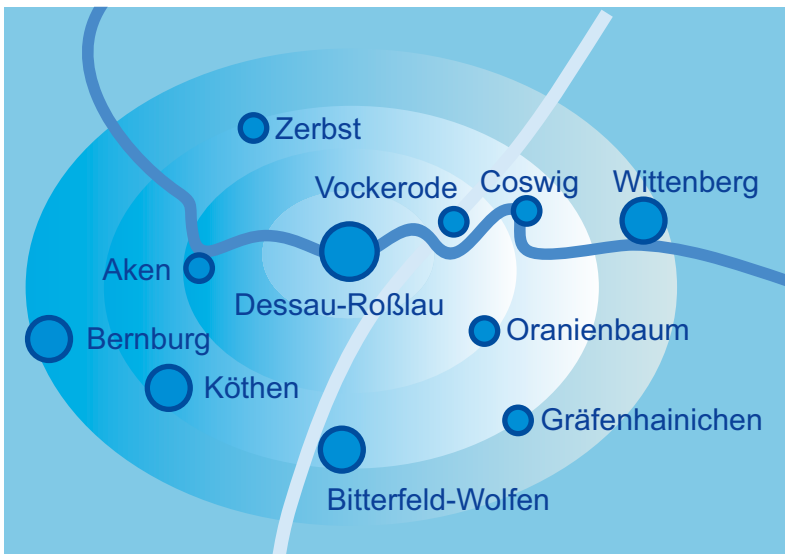 Zerbst
Vockerode
Coswig
Wittenberg
Aken
Dessau-Roßlau
Bernburg
Oranienbaum
Köthen
Gräfenhainichen
Bitterfeld-Wolfen